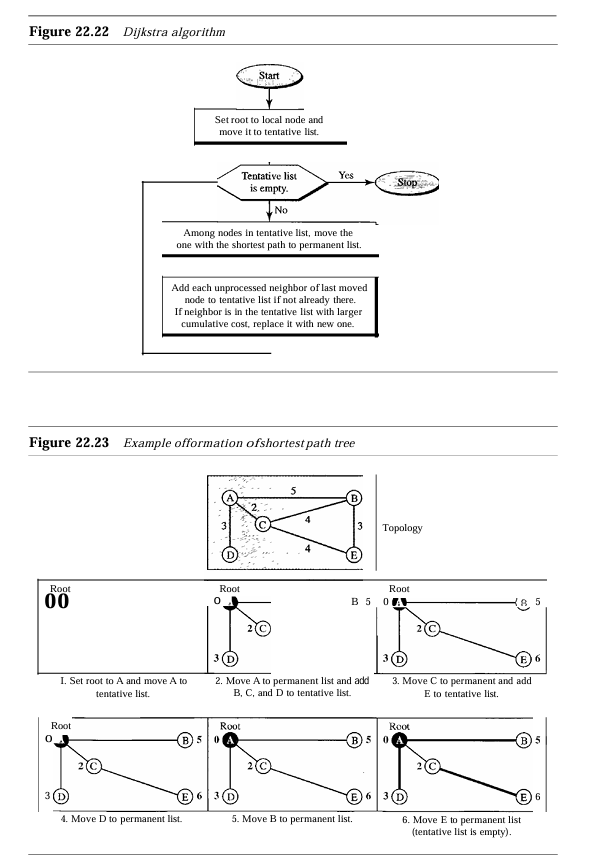 Figure 22.22 Dijkstra algorithm
Start
Set root to local node and
move it to tentative list.
Tentative list
is empty.
Yes
Stop
No
Among nodes in tentative list, move the
one with the shortest path to permanent list.
Add each unprocessed neighbor of last moved
node to tentative list if not already there.
If neighbor is in the tentative list with larger
cumulative cost, replace it with new one.
Figure 22.23 Example offormation ofshortest path tree
A 5 B
2
3 C 4 3
4
D E
Topology
Root
00
Root
O
B 5
2 C
3 D
Root
0 A B 5
2 C
3 D E 6
1. Set root to A and move A to
tentative list.
2. Move A to permanent list and add
B, C, and D to tentative list.
3. Move C to permanent and add
E to tentative list.
Root
O B 5
2 C
3 D E 6
Root
0 A B 5
2 C
3 D E 6
Root
0 A B 5
2 C
3 D E 6
4. Move D to permanent list.
5. Move B to permanent list.
6. Move E to permanent list
(tentative list is empty).